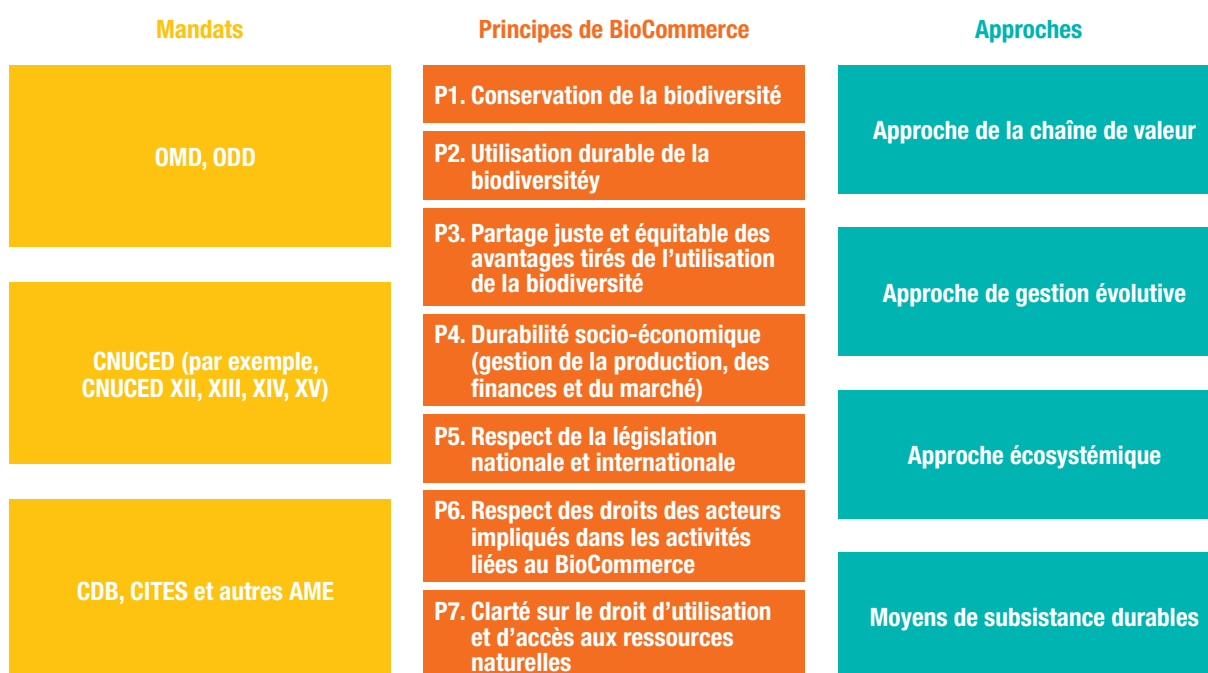 Mandats
OMD, ODD
CNUCED (par exemple,
CNUCED XII, XIII, XIV, XV)
CDB, CITES et autres AME
Principes de BioCommerce
P1. Conservation de la biodiversité
P2. Utilisation durable de la
biodiversitéy
P3. Partage juste et équitable des
avantages tirés de l’utilisation
de la biodiversité
P4. Durabilité socio-économique
(gestion de la production, des
finances et du marché)
P5. Respect de la législation
nationale et internationale
P6. Respect des droits des acteurs
impliqués dans les activités
liées au BioCommerce
P7. Clarté sur le droit d’utilisation
et d’accès aux ressources
naturelles
Approches
Approche de la chaîne de valeur
Approche de gestion évolutive
Approche écosystémique
Moyens de subsistance durables